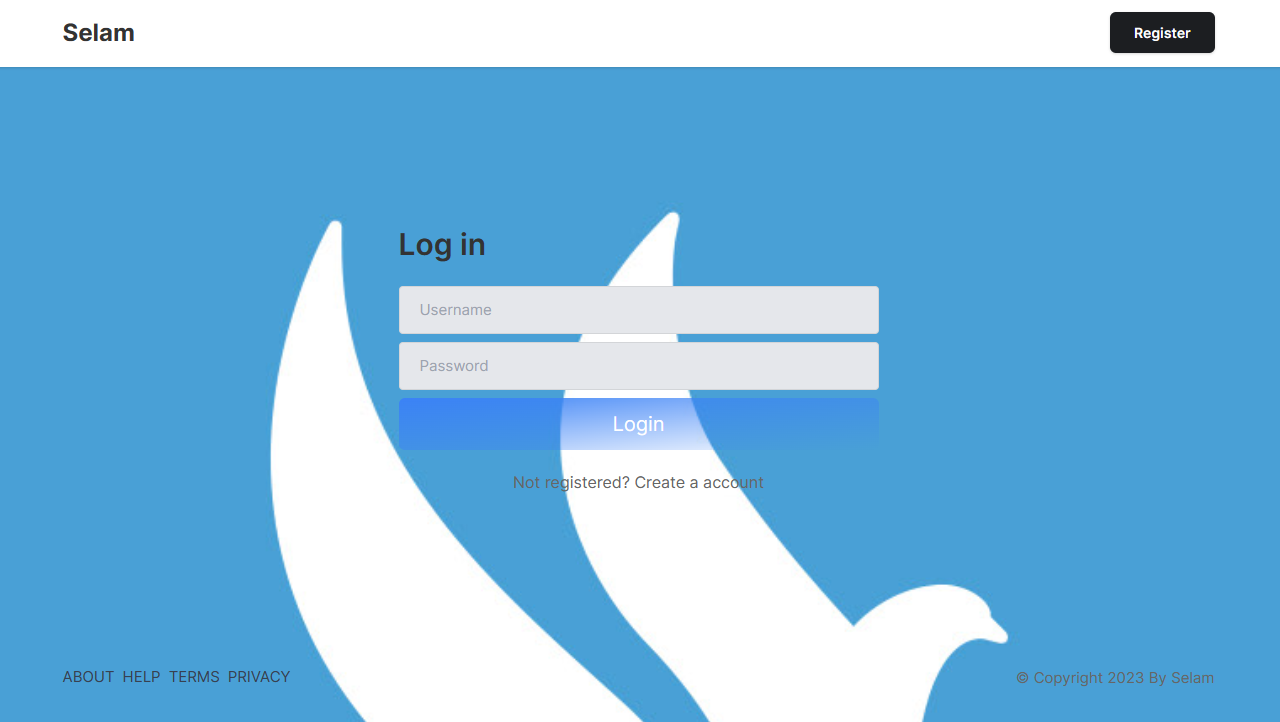 Selam
Register
Log in
Username
Password
Login
Not registered? Create a account
ABOUT HELP TERMS PRIVACY
© Copyright 2023 By Selam